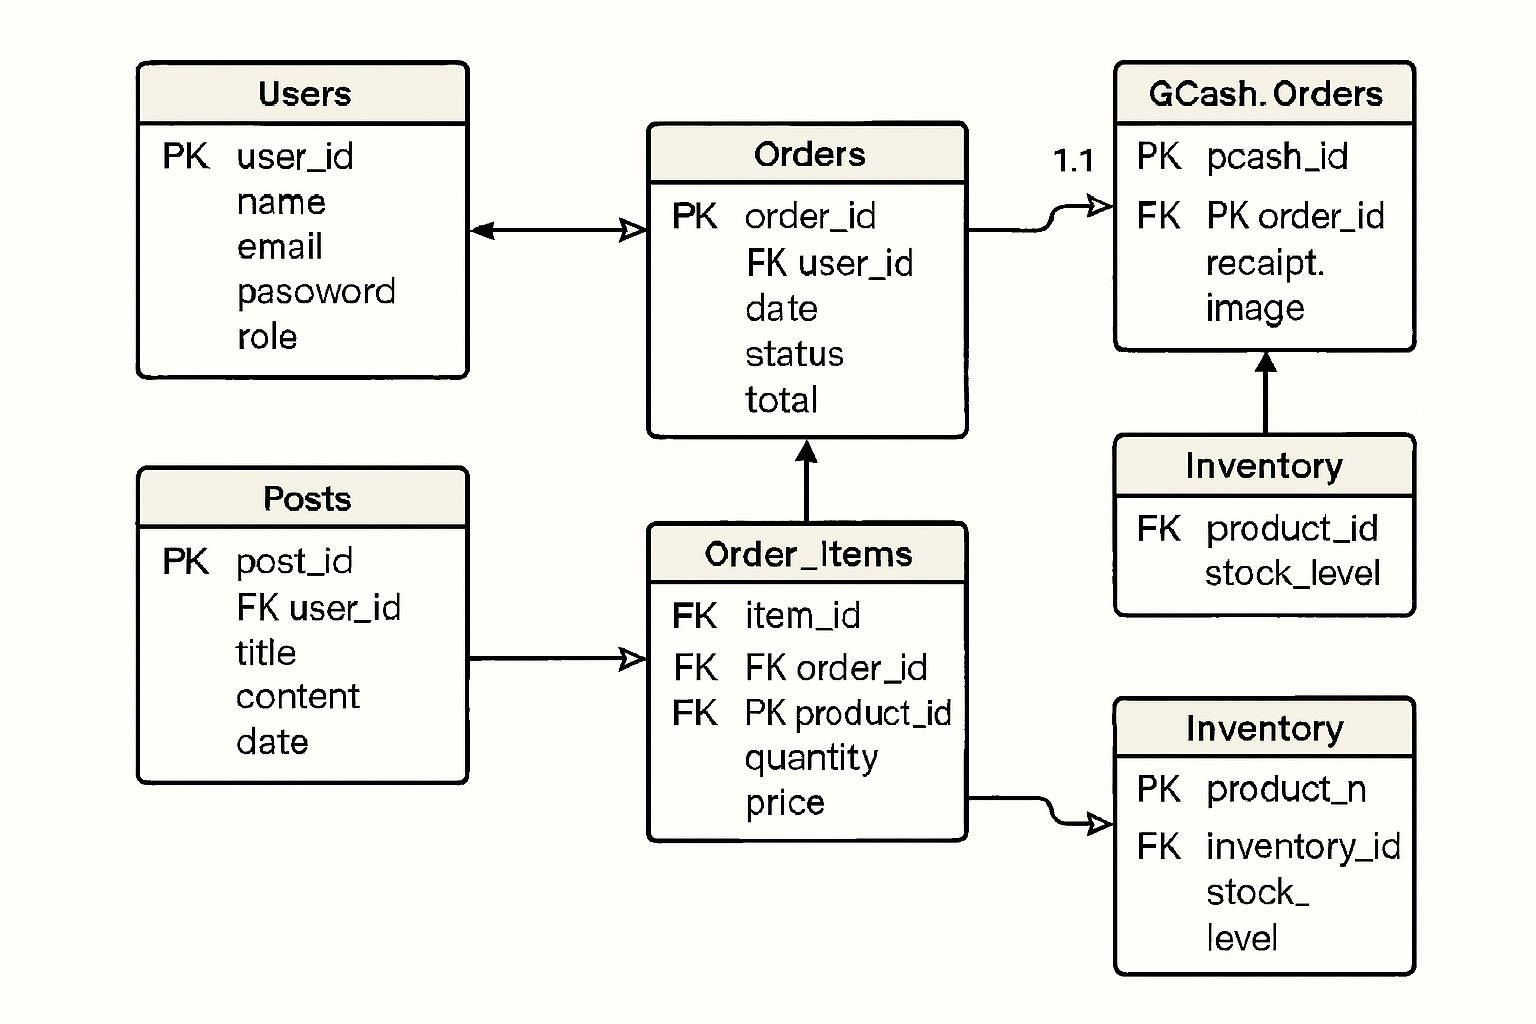 Users
PK user_id
name
email
pasoword
role
Orders
PK order_id
FK user_id
date
status
total
1.1
GCash. Orders
PK pcash_id
FK PK order_id
recaipt.
image
Inventory
FK product_id
stock_level
Posts
PK post_id
FK user_id
title
content
date
Order_Items
FK item_id
FK FK order_id
FK PK product_id
quantity
price
Inventory
PK product_n
FK inventory_id
stock_
level